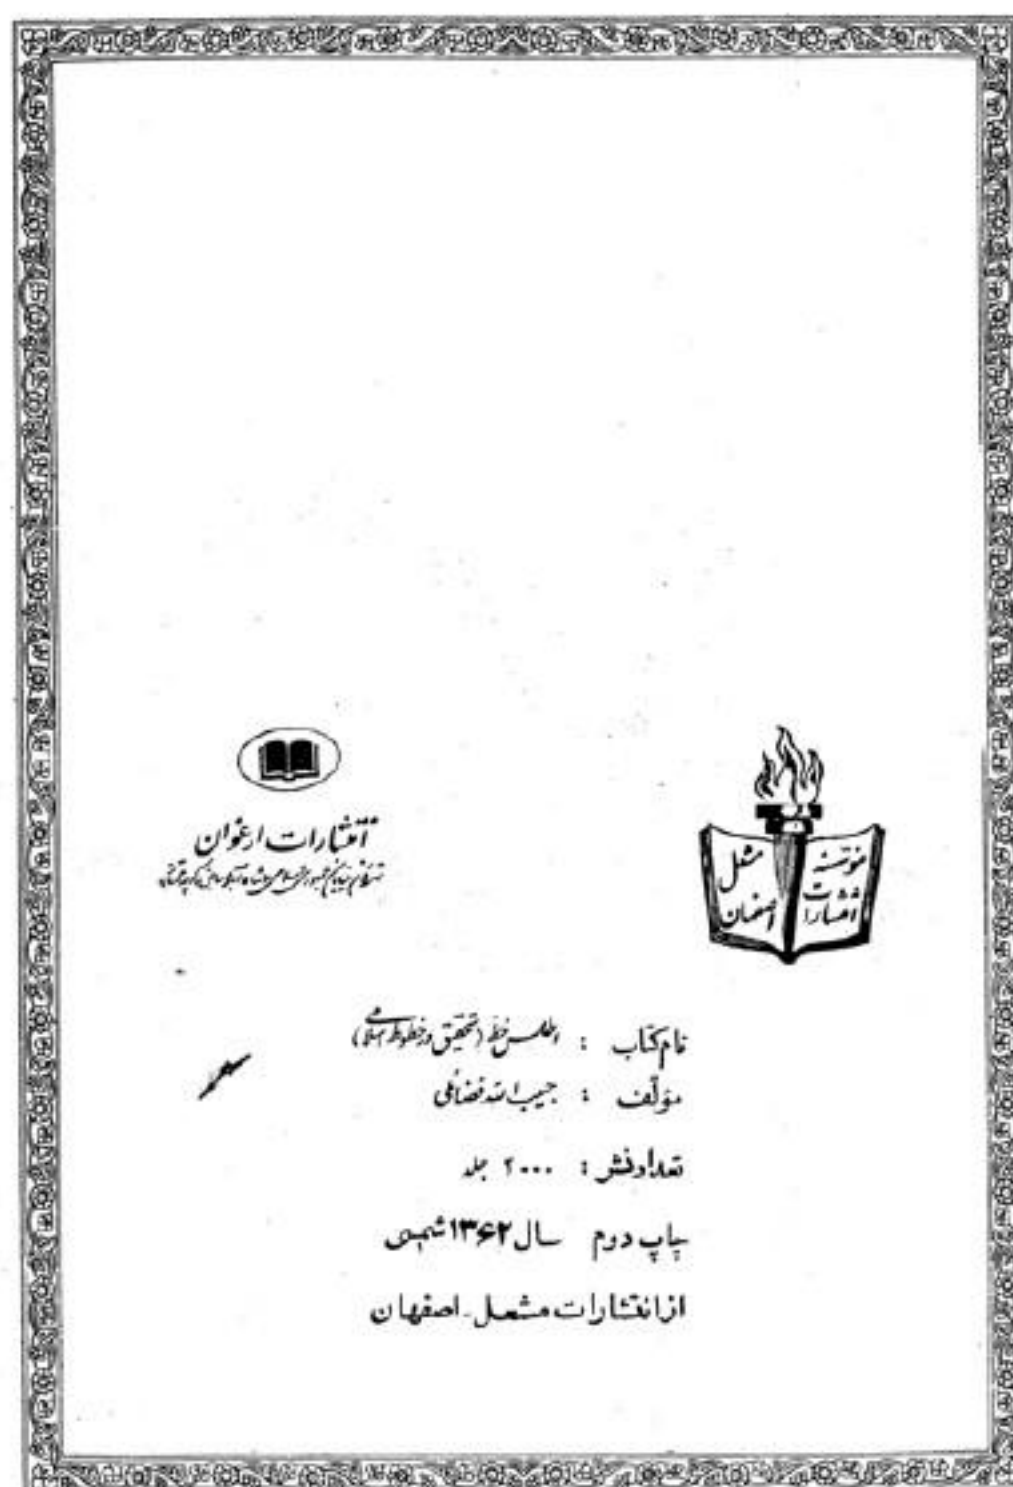 انتشارات ارغوان
موسسه
انتشارات
مشعل
اصفهان
نام کتاب : اطلس خط (تحقیق در خطوط اسلامی)
مؤلف : حبیب الله فضائلی
تعداد نشر : ۲۰۰۰ جلد
چاپ دوم سال ۱۳۶۲ شمسی
از انتشارات مشعل - اصفهان